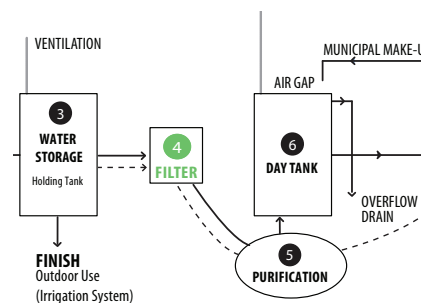 VENTILATION
MUNICIPAL MAKE-U
AIR GAP
3
WATER
STORAGE
Holding Tank
4
FILTER
6
DAY TANK
OVERFLOW
DRAIN
FINISH
Outdoor Use
(Irrigation System)
5
PURIFICATION